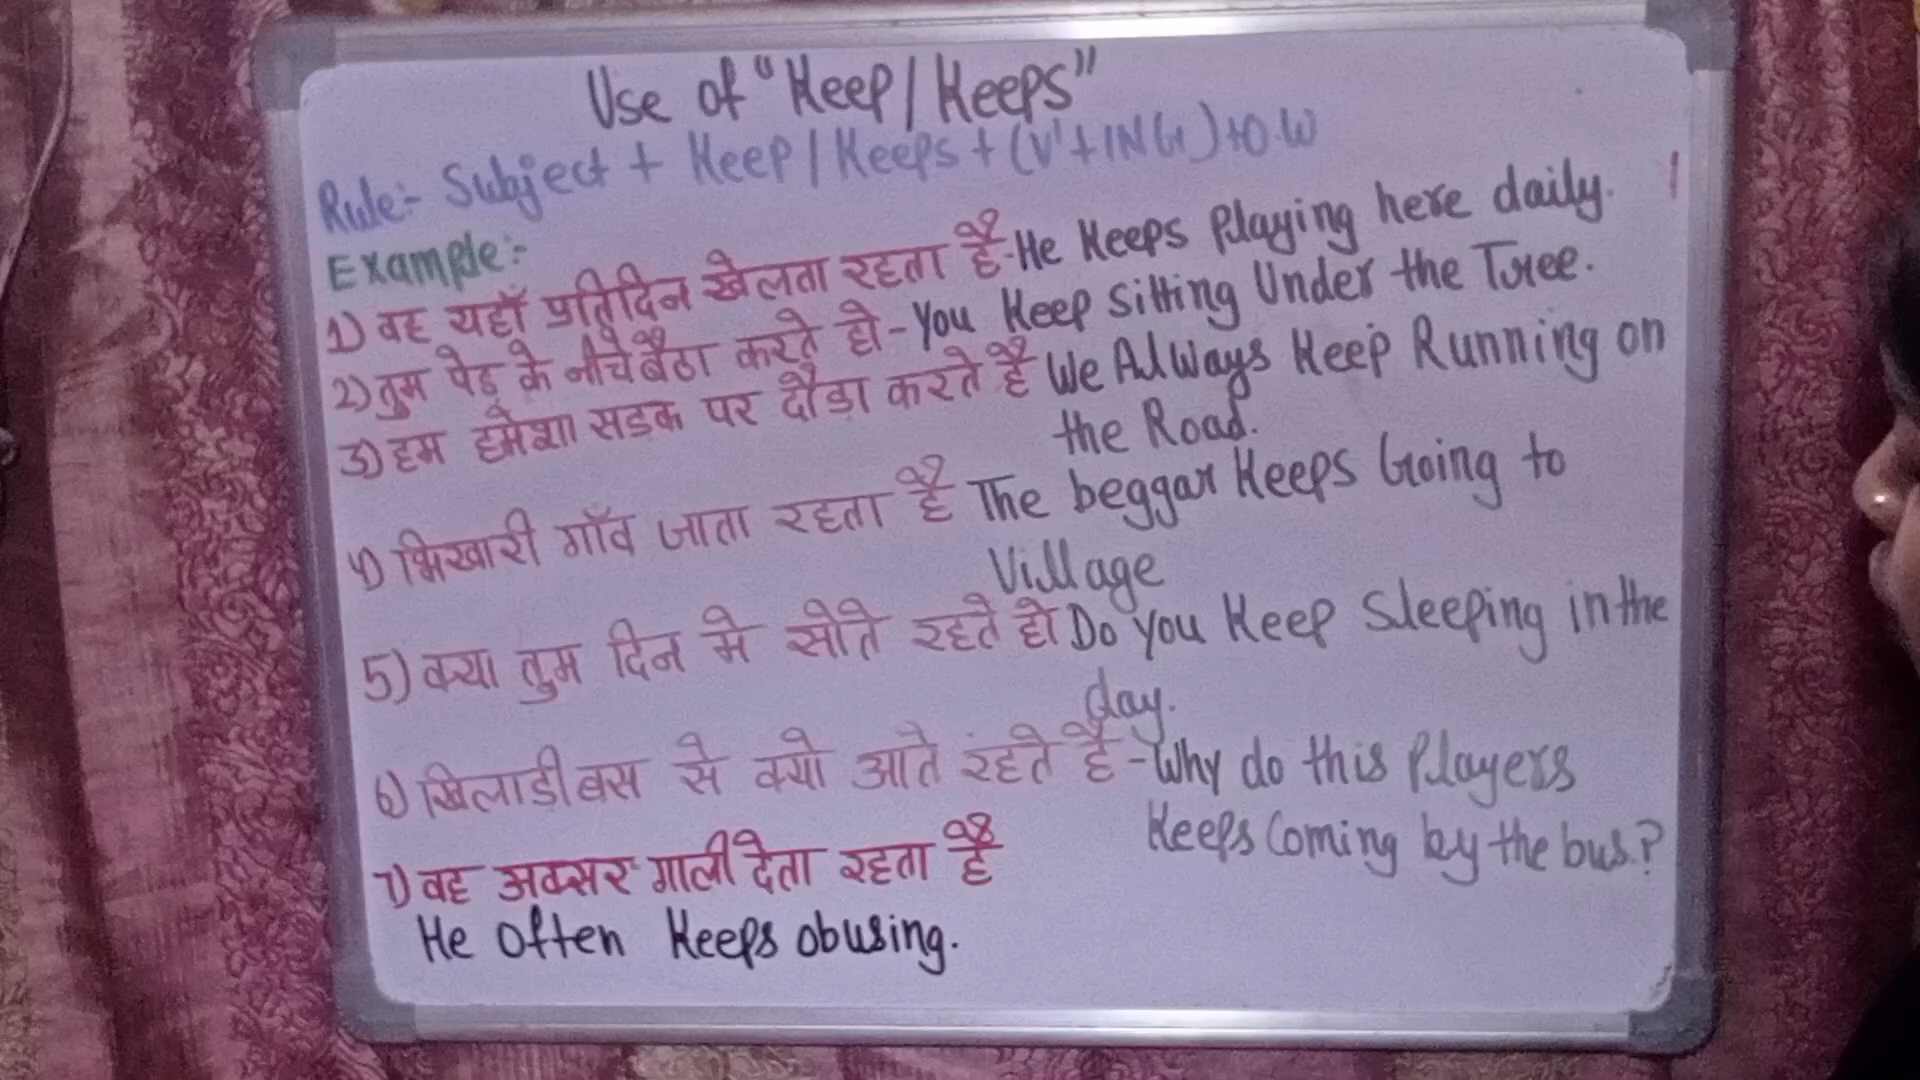 Use of "Keep/Keeps"
Rule:- Subject + Keep/Keeps + (V¹+ING)+O.W
Example:-
1) वह यहाँ प्रतिदिन खेलता रहता है-He Keeps Playing here daily.
2) तुम पेड़ के नीचे बैठा करते हो-You Keep Sitting Under the Tree.
3) हम हमेशा सडक पर दौड़ा करते है We Always Keep Running on
the Road.
4) भिखारी गाँव जाता रहता है The beggar Keeps Going to
Village
5) क्या तुम दिन मे सोते रहते हो Do you Keep Sleeping in the
day.
6) खिलाड़ी बस से क्यो आते रहते है-Why do this Players
Keeps Coming by the bus?
7) वह अक्सर गाली देता रहता है
He Often Keeps obusing.